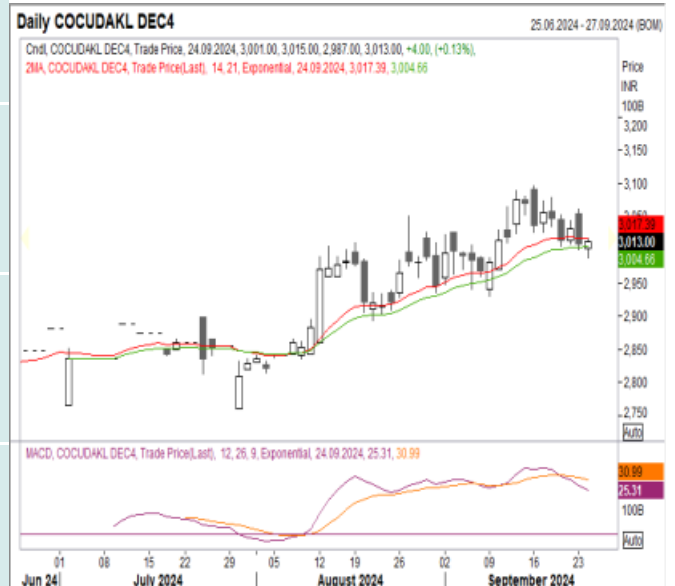 Daily COCUDAKL DEC4
25.06.2024 - 27.09.2024 (BOM)
Cndl, COCUDAKL DEC4, Trade Price, 24.09.2024, 3,001.00, 3,015.00, 2,987.00, 3,013.00, +4.00, (+0.13%),
2MA, COCUDAKL DEC4, Trade Price(Last), 14, 21, Exponential, 24.09.2024, 3,017.39, 3,004.66
Price
INR
100B
3,200
3,150
3,100
3,017.39
3,013.00
3,004.66
2,950
2,900
2,850
2,800
2,750
Auto
MACD, COCUDAKL DEC4, Trade Price(Last), 12, 26, 9, Exponential, 24.09.2024, 25.31, 30.99
30.99
25.31
100B
Auto
01 08 15 22 29 05 12 19 26 02 09 16 23
Jun 24 July 2024 August 2024 September 2024